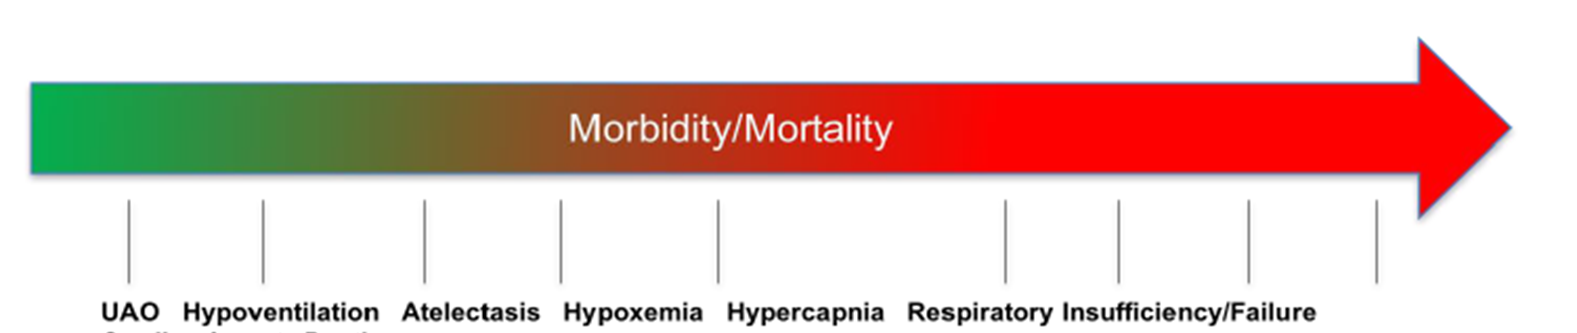 Morbidity/Mortality
UAO Hypoventilation Atelectasis Hypoxemia Hypercapnia Respiratory Insufficiency/Failure